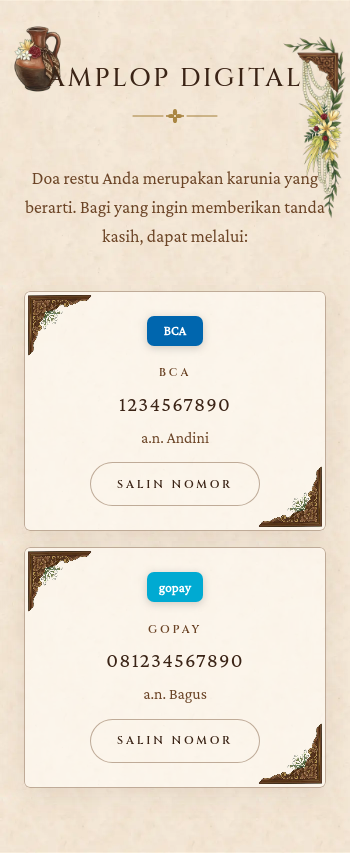 AMPLOP DIGITAL
Doa restu Anda merupakan karunia yang
berarti. Bagi yang ingin memberikan tanda
kasih, dapat melalui:
BCA
BCA
1234567890
a.n. Andini
SALIN NOMOR
gopay
GOPAY
081234567890
a.n. Bagus
SALIN NOMOR